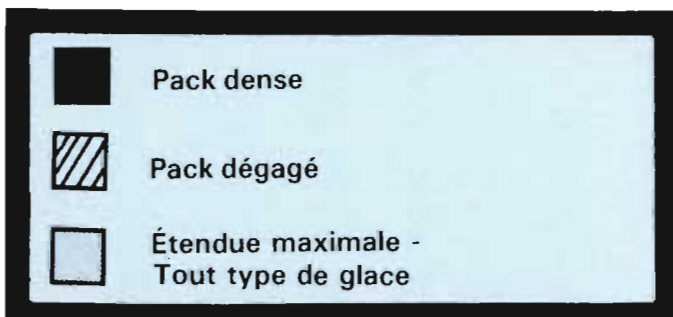 Pack dense
Pack dégagé
Étendue maximale -
Tout type de glace